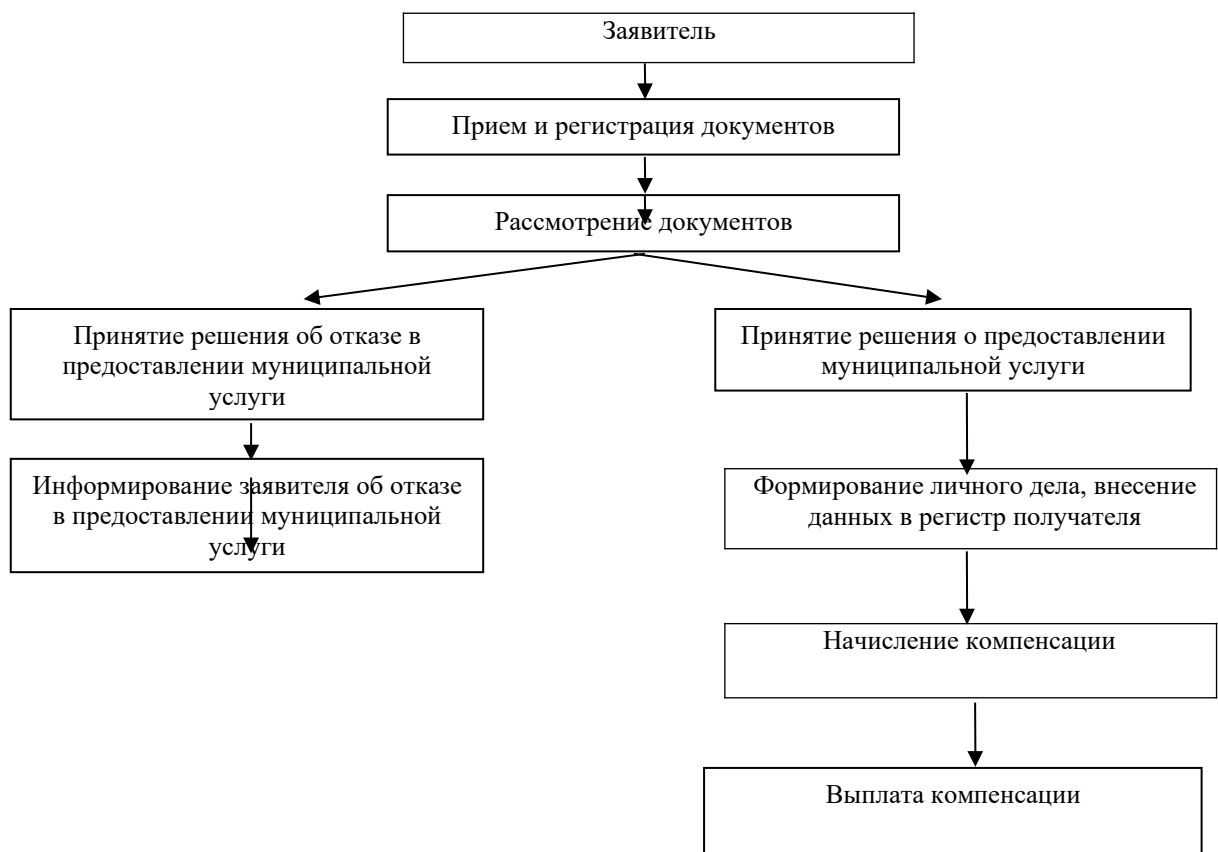 Заявитель
Прием и регистрация документов
Рассмотрение документов
Принятие решения об отказе в
предоставлении муниципальной
услуги
Принятие решения о предоставлении
муниципальной услуги
Информирование заявителя об отказе
в предоставлении муниципальной
услуги
Формирование личного дела, внесение
данных в регистр получателя
Начисление компенсации
Выплата компенсации